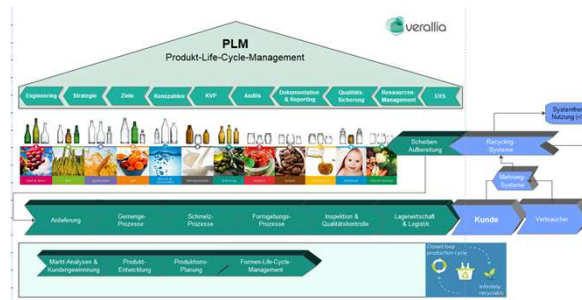 verallia
PLM
Produkt-Life-Cycle-Management
Engineering
Strategie
Ziele
Kennzahlen
KVP
Audits
Dokumentation
& Reporting
Qualitäts-
Sicherung
Ressourcen-
Management
EHS
Systemfreie
Nutzung
Scherben-
Aufbereitung
Recycling-
Systeme
Mehrweg-
Systeme
Anlieferung
Gemenge-
Prozesse
Schmelz-
Prozesse
Formgebungs-
Prozesse
Inspektion &
Qualitätskontrolle
Lagerwirtschaft
& Logistik
Kunde
Verbraucher
Markt-Analysen &
Kundengewinnung
Produkt-
Entwicklung
Produktions-
Planung
Formen-Life-Cycle-
Management
Closed loop
production cycle
Infinitely
recyclable